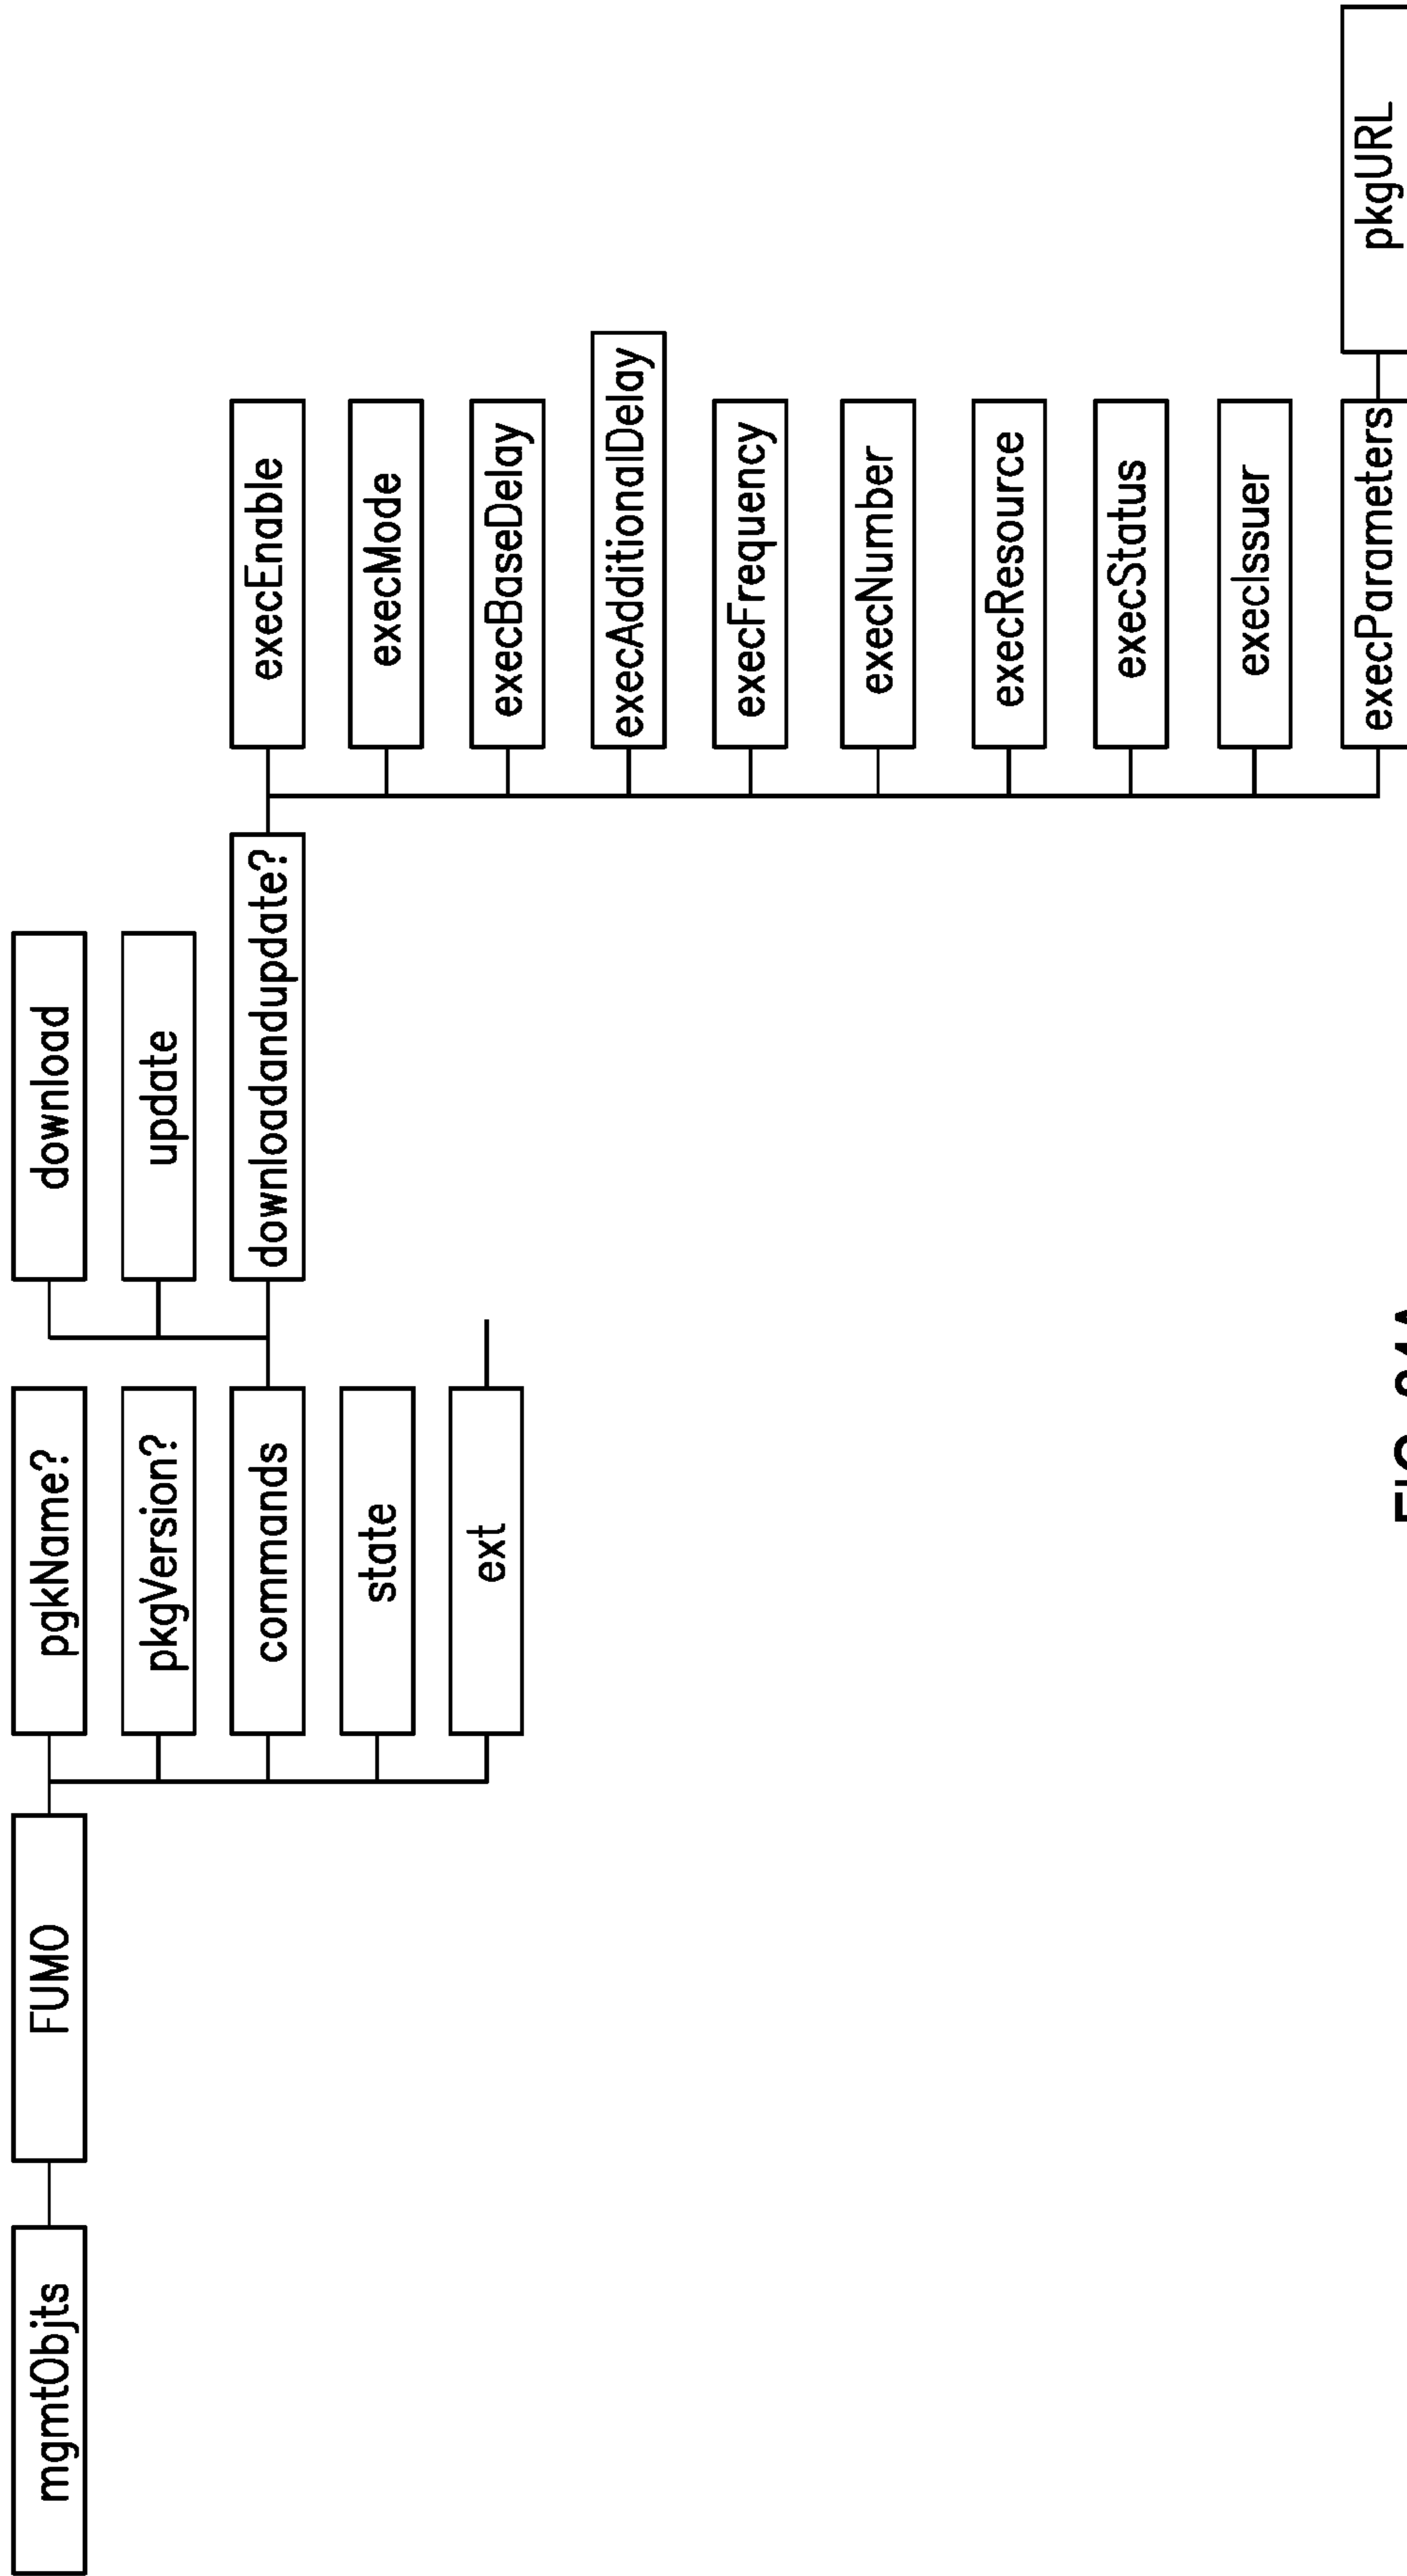 mgmtObjts
FUMO
pgkName?
pkgVersion?
commands
state
ext
download
update
downloadandupdate?
execEnable
execMode
execBaseDelay
execAdditionalDelay
execFrequency
execNumber
execResource
execStatus
execIssuer
execParameters
pkgURL